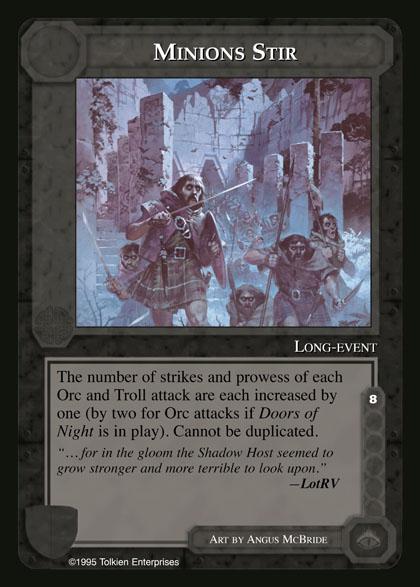 Minions Stir
Long-event
The number of strikes and prowess of each
Orc and Troll attack are each increased by
one (by two for Orc attacks if Doors of
Night is in play). Cannot be duplicated.
8
“…for in the gloom the Shadow Host seemed to
grow stronger and more terrible to look upon.”
—LotRV
Art by Angus McBride
©1995 Tolkien Enterprises